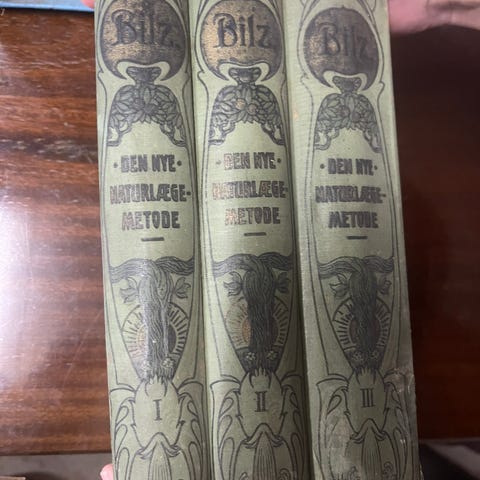 Bilz
DEN NYE
NATURLÆGE-
METODE
I
Bilz
DEN NYE
NATURLÆGE-
METODE
II
Bilz
DEN NYE
NATURLÆGE-
METODE
III